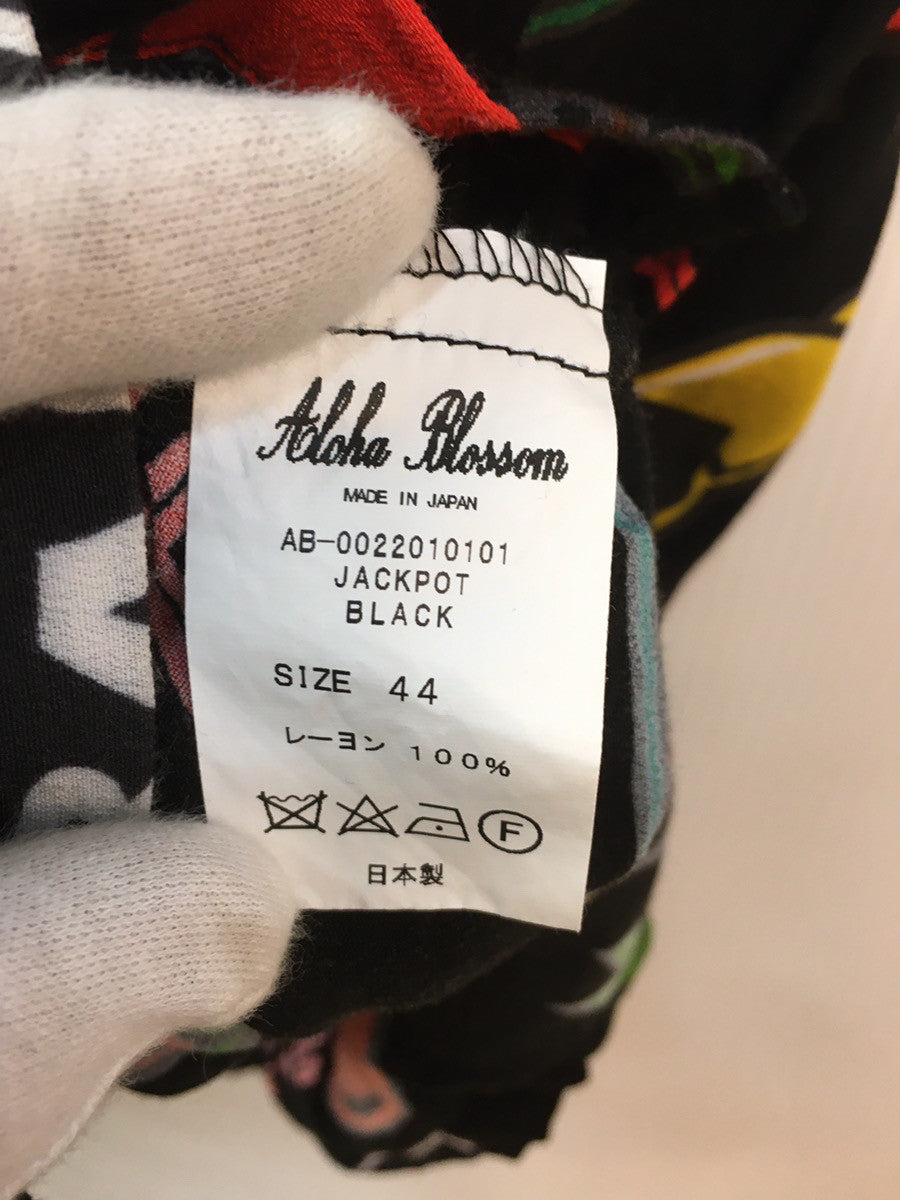 Aloha Blossom
MADE IN JAPAN
AB-0022010101
JACKPOT
BLACK
SIZE 44
レーヨン 100%
F
日本製